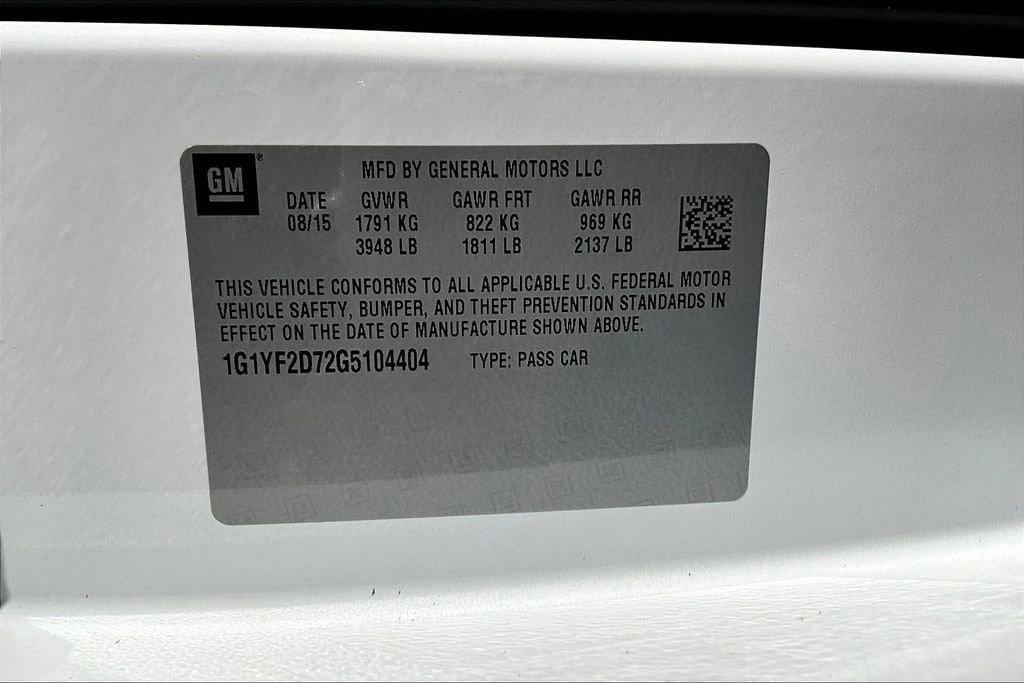 GM®
MFD BY GENERAL MOTORS LLC
DATE GVWR GAWR FRT GAWR RR
08/15 1791 KG 822 KG 969 KG
3948 LB 1811 LB 2137 LB
THIS VEHICLE CONFORMS TO ALL APPLICABLE U.S. FEDERAL MOTOR
VEHICLE SAFETY, BUMPER, AND THEFT PREVENTION STANDARDS IN
EFFECT ON THE DATE OF MANUFACTURE SHOWN ABOVE.
1G1YF2D72G5104404 TYPE: PASS CAR